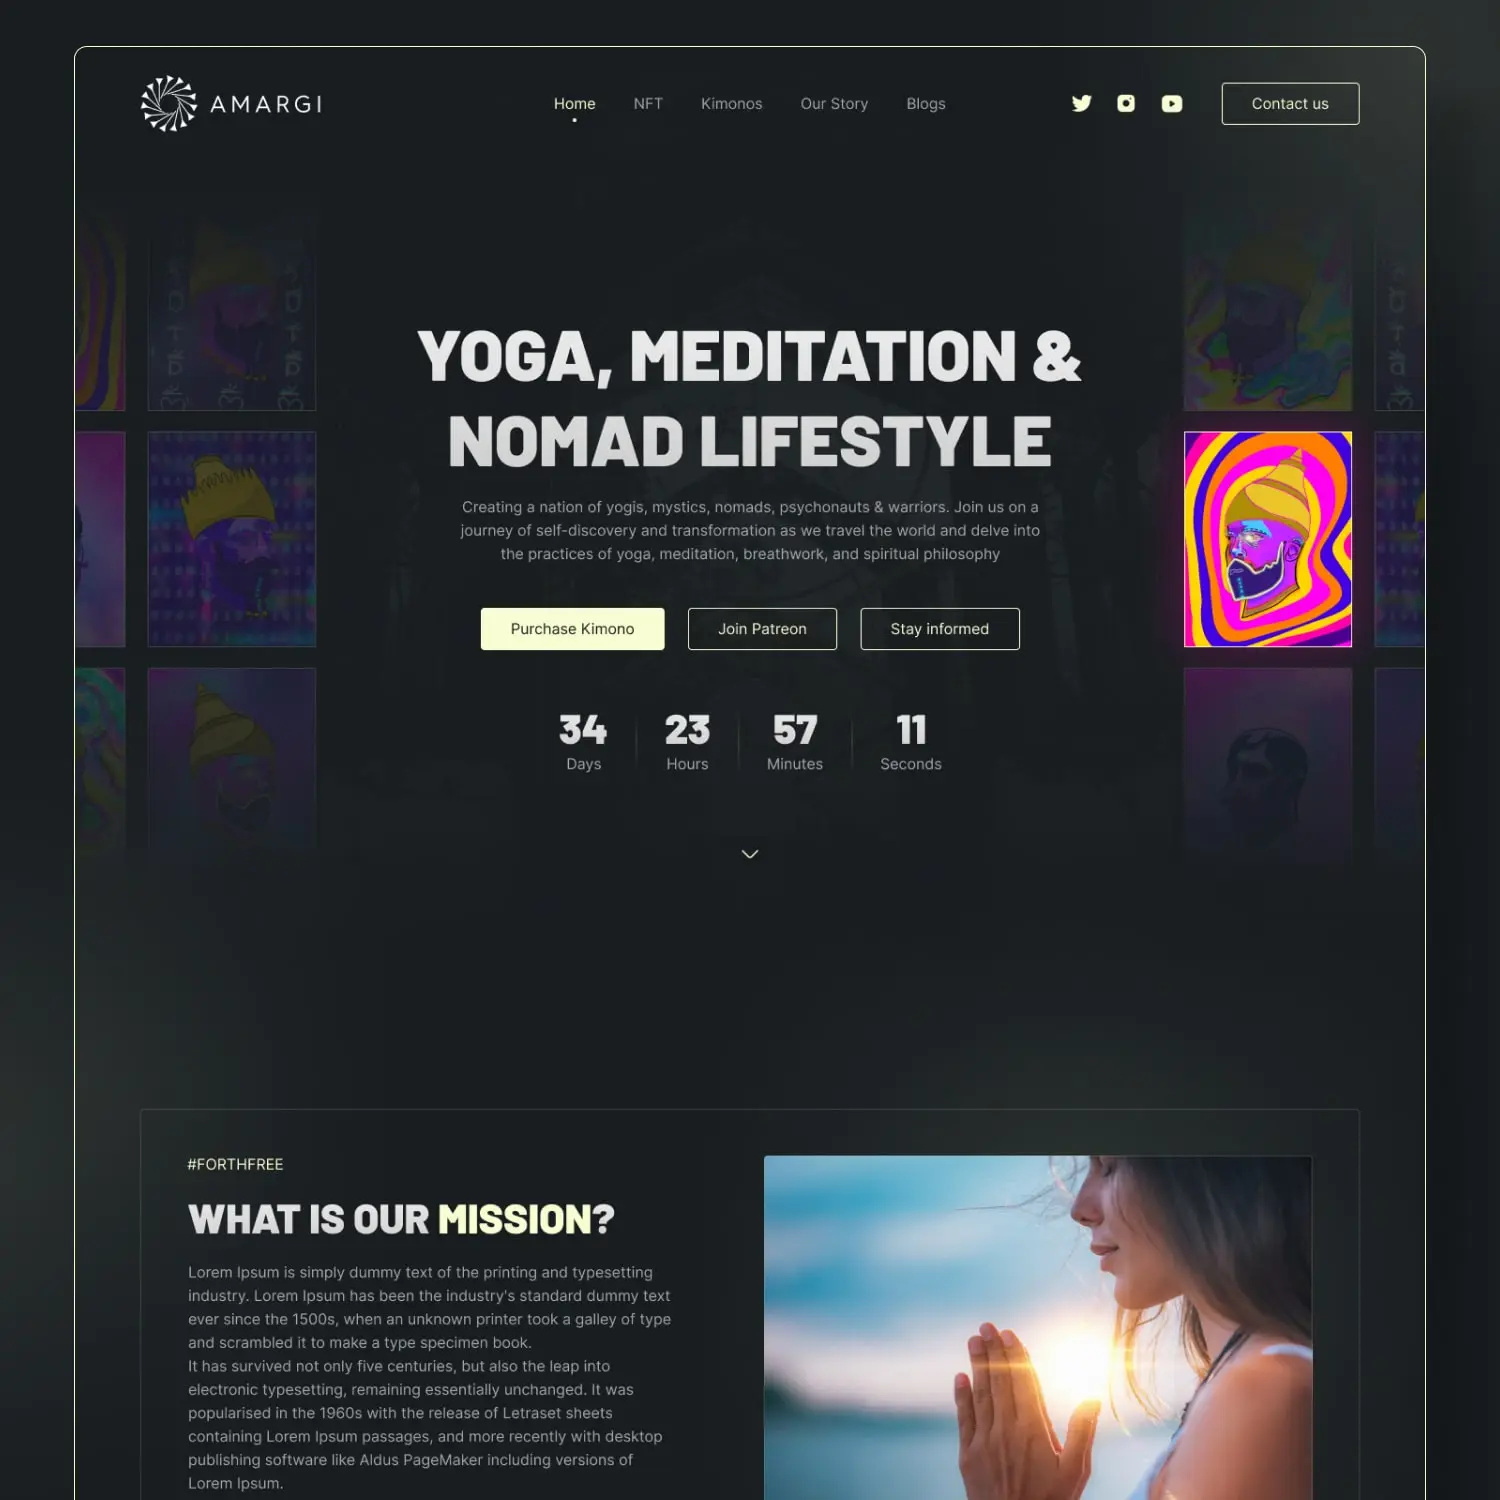 AMARGI
Home NFT Kimonos Our Story Blogs
Contact us
YOGA, MEDITATION &
NOMAD LIFESTYLE
Creating a nation of yogis, mystics, nomads, psychonauts & warriors. Join us on a
journey of self-discovery and transformation as we travel the world and delve into
the practices of yoga, meditation, breathwork, and spiritual philosophy
Purchase Kimono Join Patreon Stay informed
34 23 57 11
Days Hours Minutes Seconds
#FORTHFREE
WHAT IS OUR MISSION?
Lorem Ipsum is simply dummy text of the printing and typesetting
industry. Lorem Ipsum has been the industry's standard dummy text
ever since the 1500s, when an unknown printer took a galley of type
and scrambled it to make a type specimen book.
It has survived not only five centuries, but also the leap into
electronic typesetting, remaining essentially unchanged. It was
popularised in the 1960s with the release of Letraset sheets
containing Lorem Ipsum passages, and more recently with desktop
publishing software like Aldus PageMaker including versions of
Lorem Ipsum.